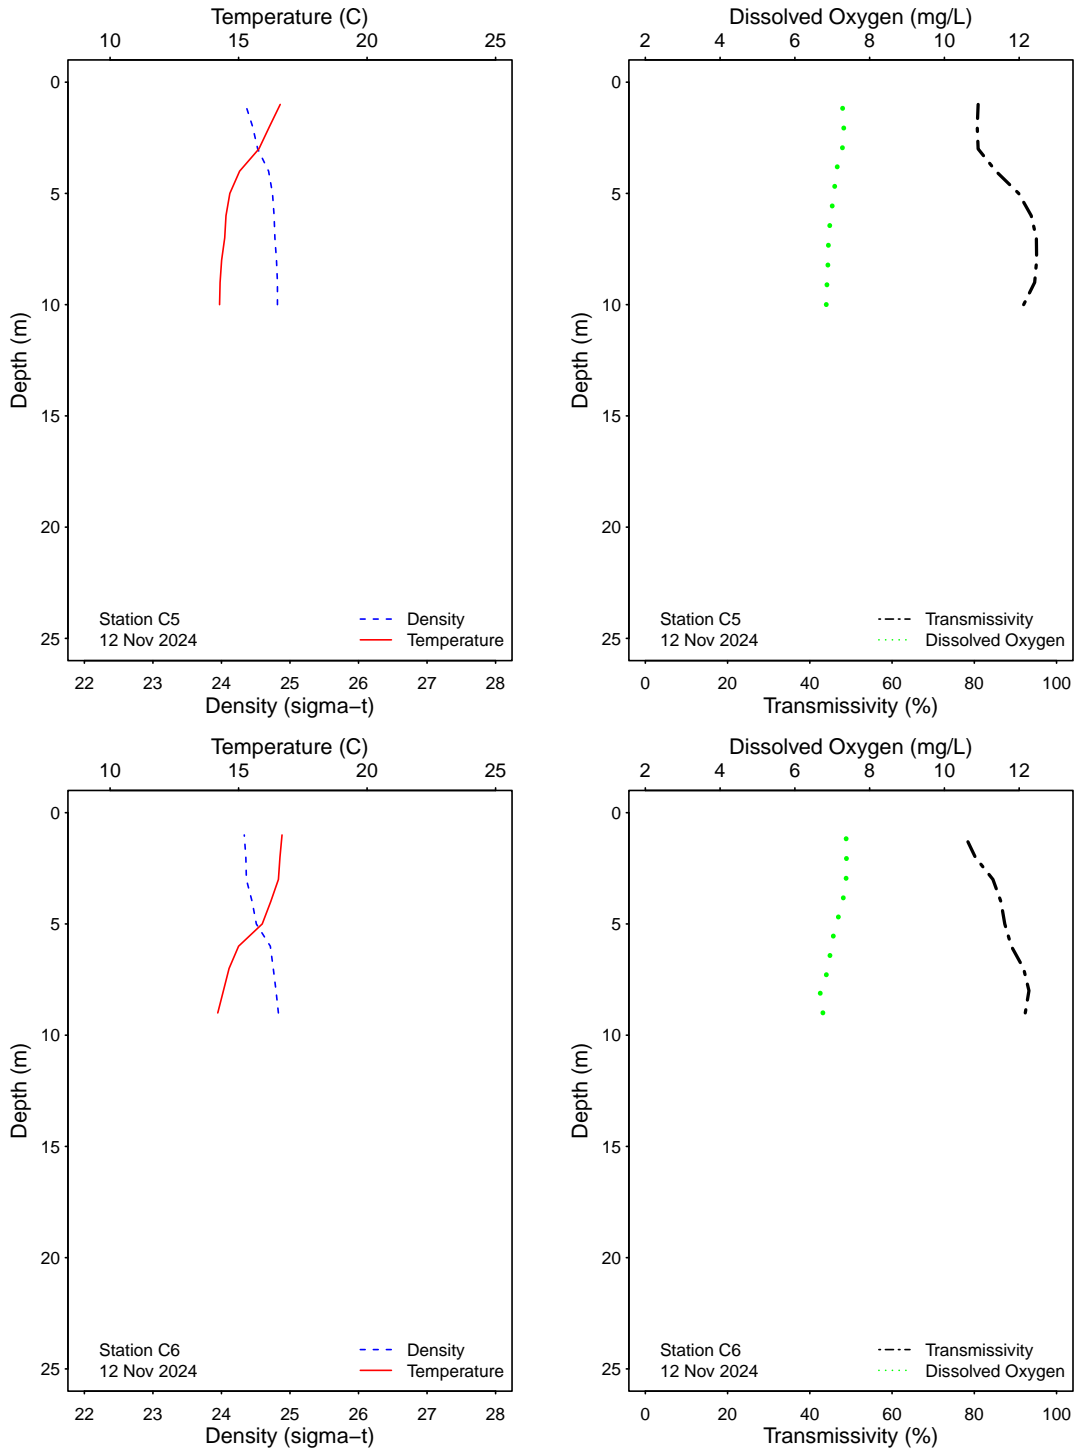 Temperature (C)
10 15 20 25
0
5
10
15
20
25
Depth (m)
Station C5
12 Nov 2024
Density
Temperature
22 23 24 25 26 27 28
Density (sigma−t)
Dissolved Oxygen (mg/L)
2 4 6 8 10 12
0
5
10
15
20
25
Depth (m)
Station C5
12 Nov 2024
Transmissivity
Dissolved Oxygen
0 20 40 60 80 100
Transmissivity (%)
Temperature (C)
10 15 20 25
0
5
10
15
20
25
Depth (m)
Station C6
12 Nov 2024
Density
Temperature
22 23 24 25 26 27 28
Density (sigma−t)
Dissolved Oxygen (mg/L)
2 4 6 8 10 12
0
5
10
15
20
25
Depth (m)
Station C6
12 Nov 2024
Transmissivity
Dissolved Oxygen
0 20 40 60 80 100
Transmissivity (%)